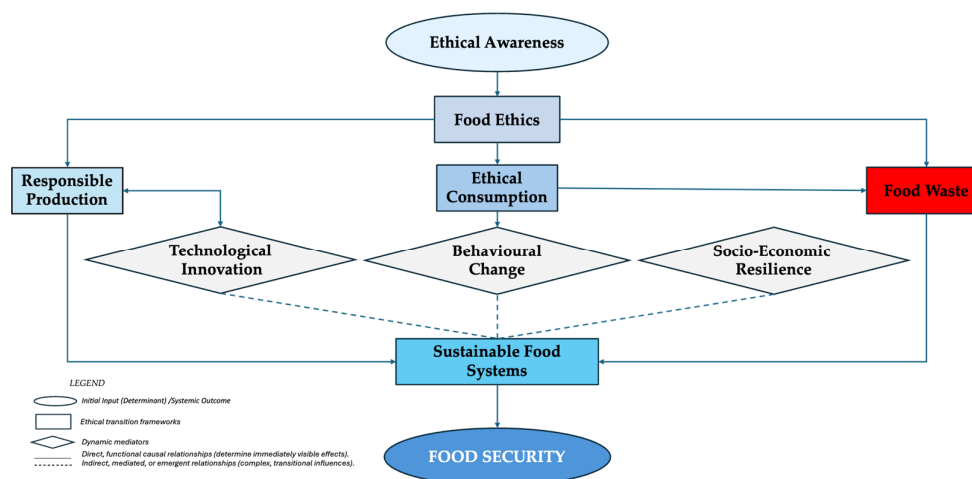 Ethical Awareness
Food Ethics
Responsible
Production
Ethical
Consumption
Food Waste
Technological
Innovation
Behavioural
Change
Socio-Economic
Resilience
Sustainable Food
Systems
FOOD SECURITY
LEGEND
Initial Input (Determinant) /Systemic Outcome
Ethical transition frameworks
Dynamic mediators
Direct, functional causal relationships (determine immediately visible effects).
Indirect, mediated, or emergent relationships (complex, transitional influences).